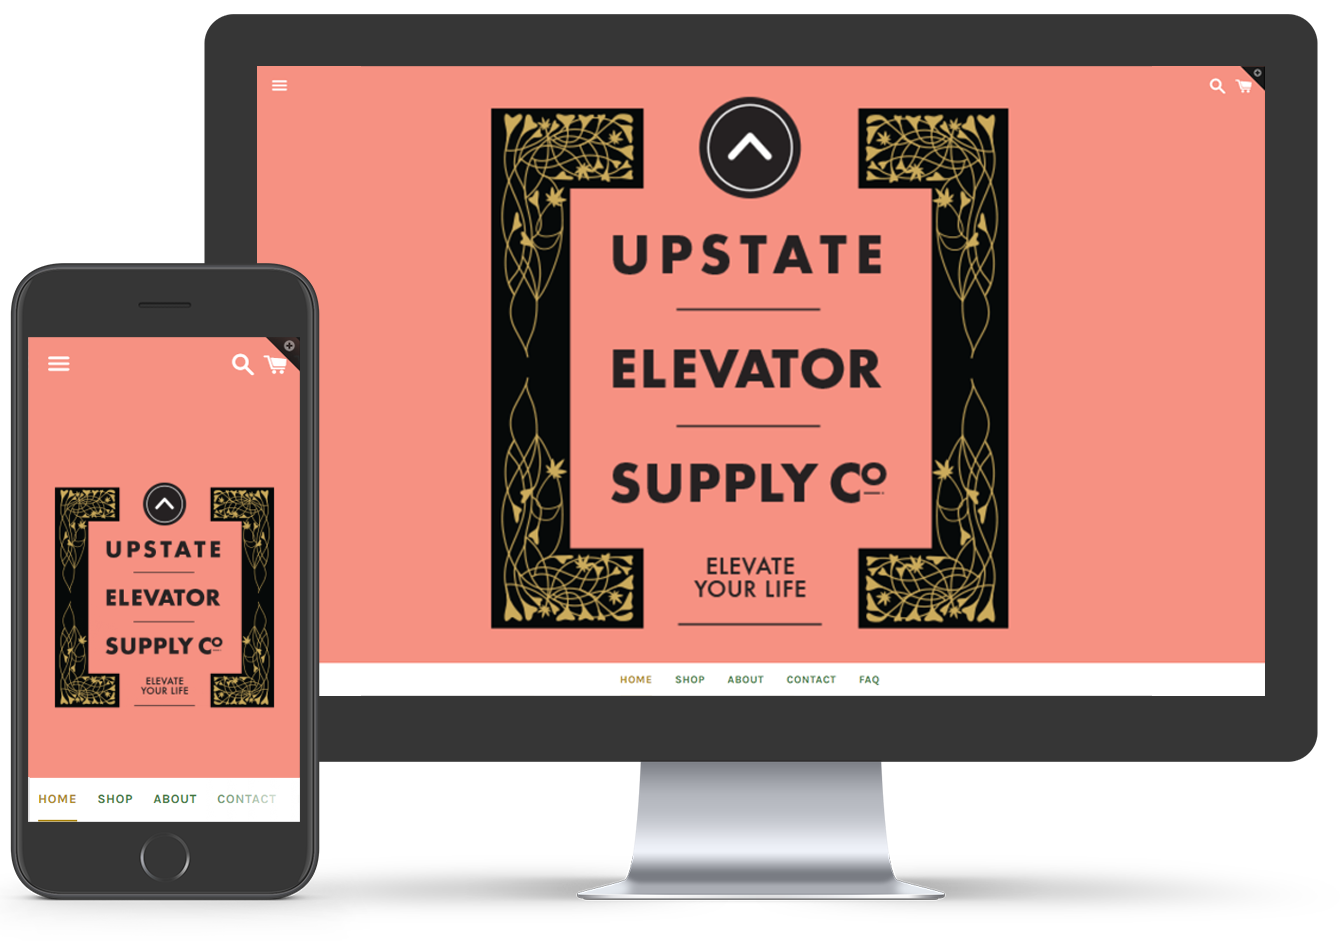 UPSTATE
ELEVATOR
SUPPLY Co
ELEVATE
YOUR LIFE
HOME SHOP ABOUT CONTACT FAQ
UPSTATE
ELEVATOR
SUPPLY Co
ELEVATE
YOUR LIFE
HOME SHOP ABOUT CONTACT